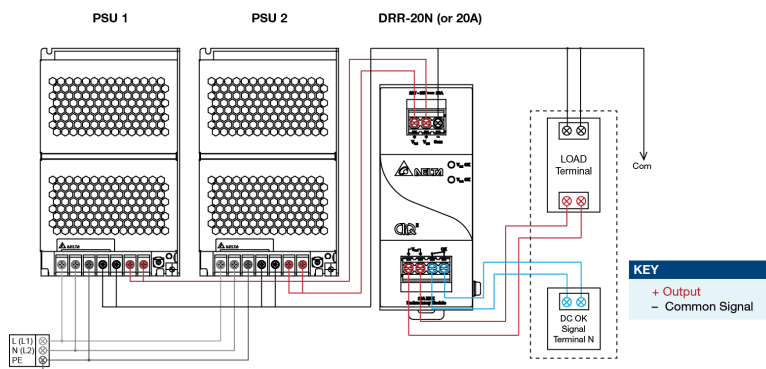 PSU 1
PSU 2
DRR-20N (or 20A)
DELTA
DELTA
DELTA
LOAD
Terminal
Com
DC OK
Signal
Terminal N
KEY
+ Output
– Common Signal
L (L1)
N (L2)
PE